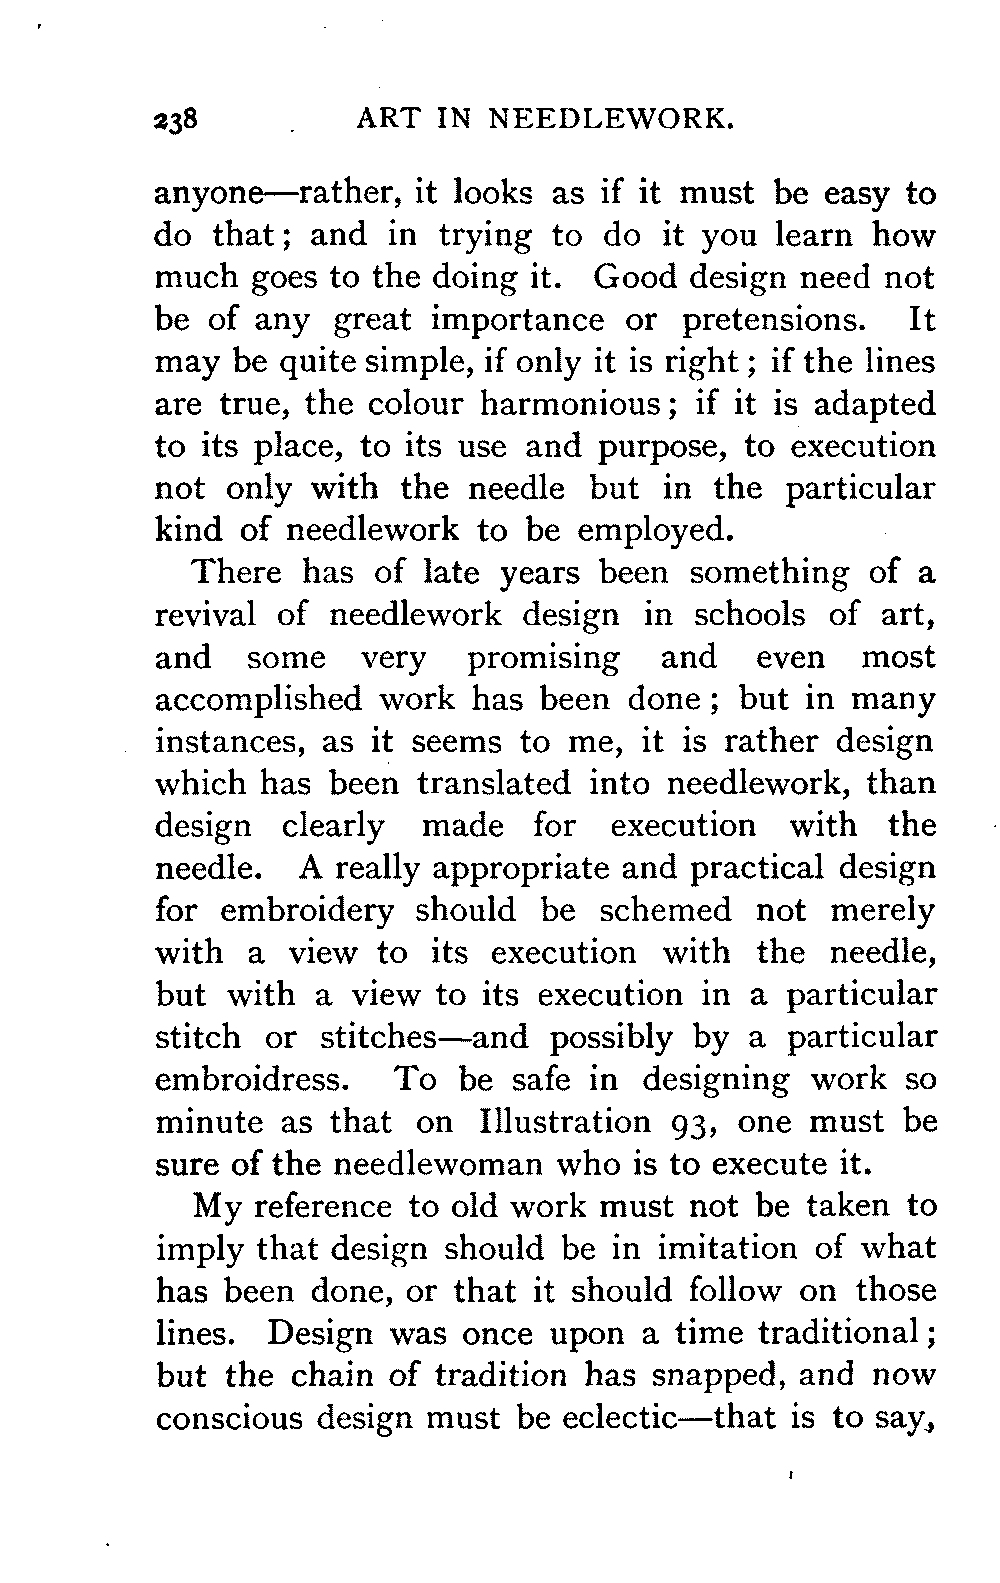 238 ART IN NEEDLEWORK.
anyone—rather, it looks as if it must be easy to
do that; and in trying to do it you learn how
much goes to the doing it. Good design need not
be of any great importance or pretensions. It
may be quite simple, if only it is right; if the lines
are true, the colour harmonious; if it is adapted
to its place, to its use and purpose, to execution
not only with the needle but in the particular
kind of needlework to be employed.
There has of late years been something of a
revival of needlework design in schools of art,
and some very promising and even most
accomplished work has been done; but in many
instances, as it seems to me, it is rather design
which has been translated into needlework, than
design clearly made for execution with the
needle. A really appropriate and practical design
for embroidery should be schemed not merely
with a view to its execution with the needle,
but with a view to its execution in a particular
stitch or stitches—and possibly by a particular
embroidress. To be safe in designing work so
minute as that on Illustration 93, one must be
sure of the needlewoman who is to execute it.
My reference to old work must not be taken to
imply that design should be in imitation of what
has been done, or that it should follow on those
lines. Design was once upon a time traditional;
but the chain of tradition has snapped, and now
conscious design must be eclectic—that is to say,